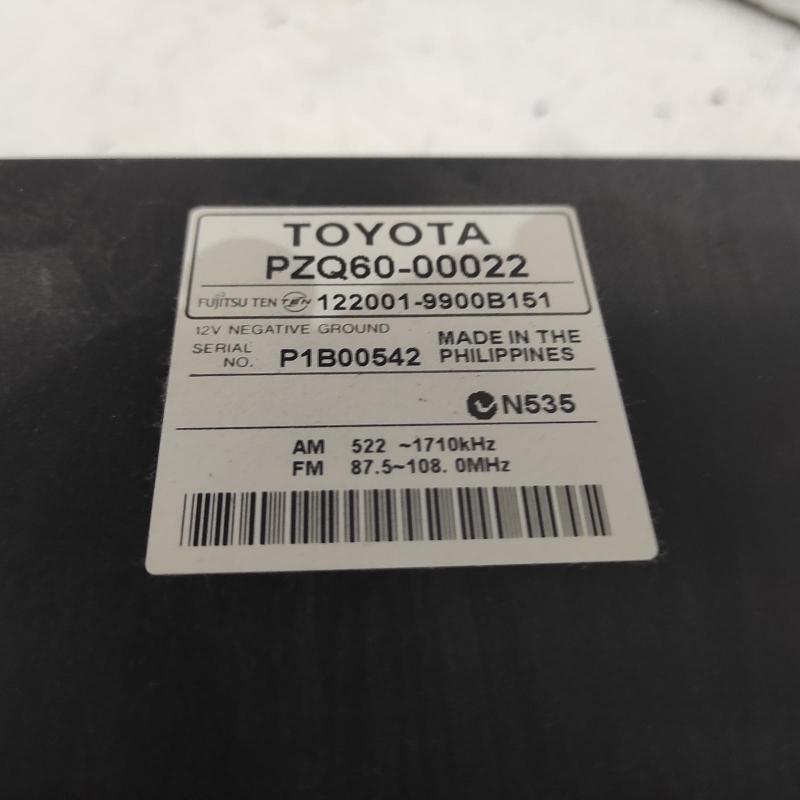 TOYOTA
PZQ60-00022
FUJITSU TEN TEN 122001-9900B151
12V NEGATIVE GROUND
SERIAL NO. P1B00542
MADE IN THE PHILIPPINES
N535
AM 522 ~1710kHz
FM 87.5~108. 0MHz